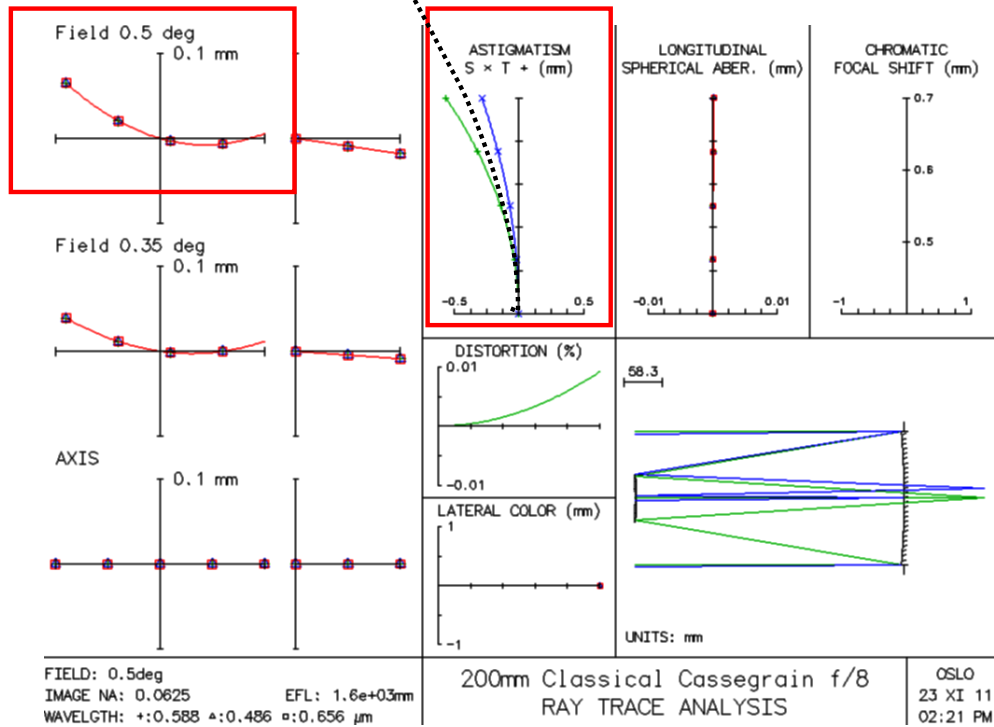 Field 0.5 deg
0.1 mm
Field 0.35 deg
0.1 mm
AXIS
0.1 mm
ASTIGMATISM
S × T + (mm)
-0.5
0.5
LONGITUDINAL
SPHERICAL ABER. (mm)
-0.01
0.01
CHROMATIC
FOCAL SHIFT (mm)
0.7
0.6
0.5
-1
1
DISTORTION (%)
0.01
-0.01
LATERAL COLOR (mm)
1
-1
58.3
UNITS: mm
FIELD: 0.5deg
IMAGE NA: 0.0625 EFL: 1.6e+03mm
WAVELGTH: +:0.588 ▵:0.486 ▫:0.656 µm
200mm Classical Cassegrain f/8
RAY TRACE ANALYSIS
OSLO
23 XI 11
02:21 PM